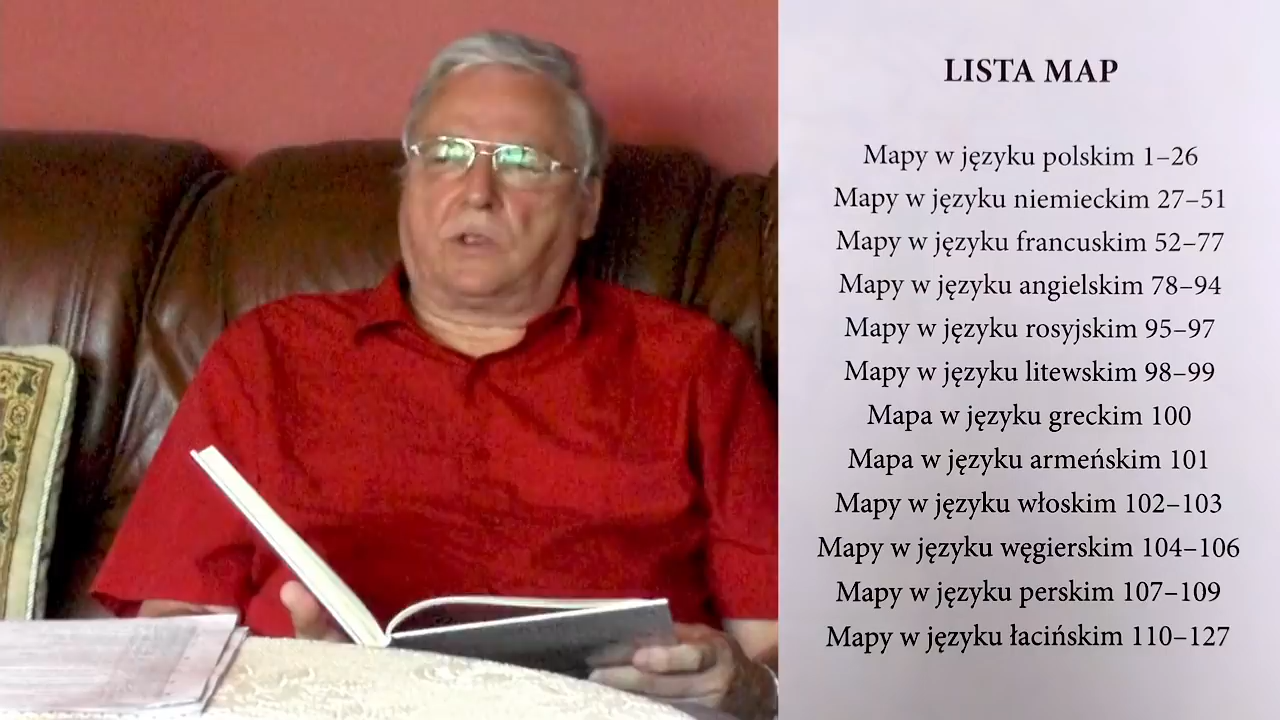 LISTA MAP
Mapy w języku polskim 1–26
Mapy w języku niemieckim 27–51
Mapy w języku francuskim 52–77
Mapy w języku angielskim 78–94
Mapy w języku rosyjskim 95–97
Mapy w języku litewskim 98–99
Mapa w języku greckim 100
Mapa w języku armeńskim 101
Mapy w języku włoskim 102–103
Mapy w języku węgierskim 104–106
Mapy w języku perskim 107–109
Mapy w języku łacińskim 110–127